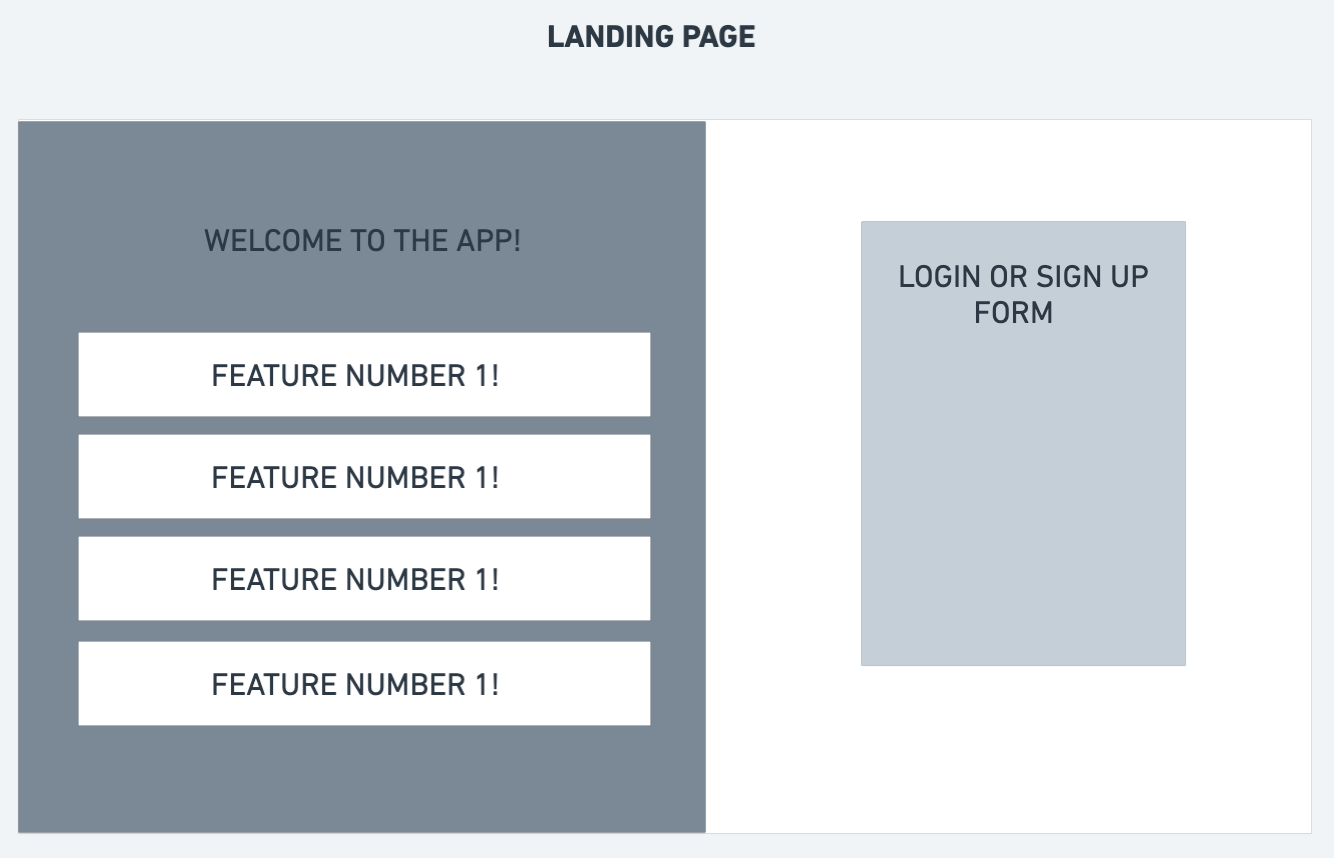 LANDING PAGE
WELCOME TO THE APP!
FEATURE NUMBER 1!
FEATURE NUMBER 1!
FEATURE NUMBER 1!
FEATURE NUMBER 1!
LOGIN OR SIGN UP
FORM